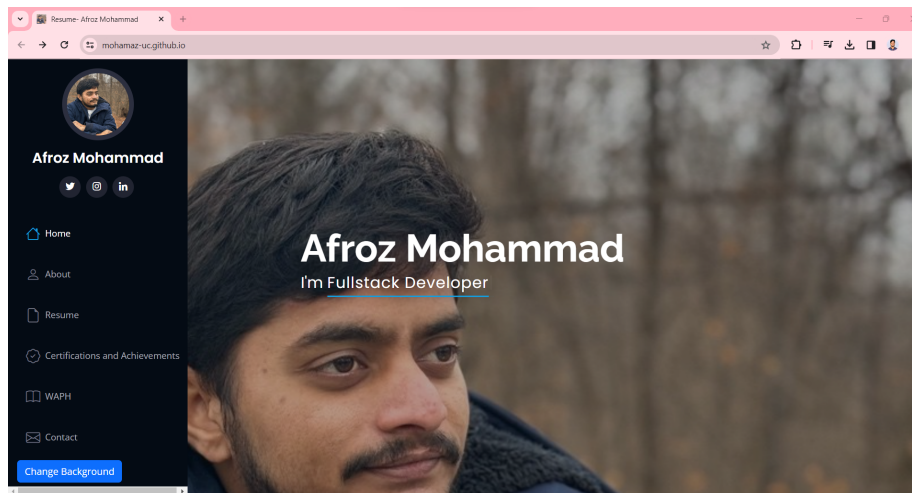 Resume- Afroz Mohammad
mohamaz-uc.github.io
Afroz Mohammad
in
Home
About
Resume
Certifications and Achievements
WAPH
Contact
Change Background
Afroz Mohammad
I'm Fullstack Developer